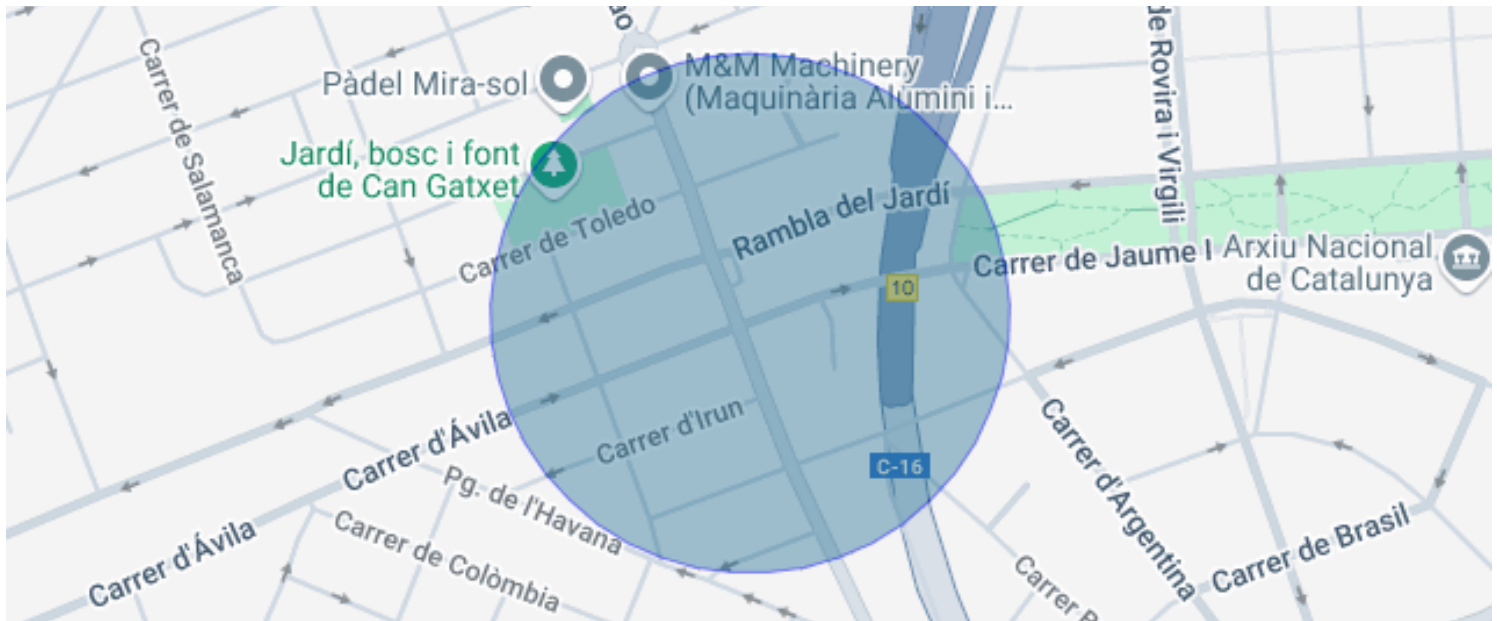 Carrer de Salamanca
Pàdel Mira-sol
M&M Machinery
(Maquinària Alumini i...
Jardí, bosc i font
de Can Gatxet
Carrer de Toledo
Rambla del Jardí
de Rovira i Virgili
Carrer de Jaume I
Arxiu Nacional
de Catalunya
10
Carrer d'Ávila
Carrer d'Irun
C-16
Pg. de l'Havana
Carrer d'Argentina
Carrer de Colòmbia
Carrer d'Ávila
Carrer de Brasil
Carrer